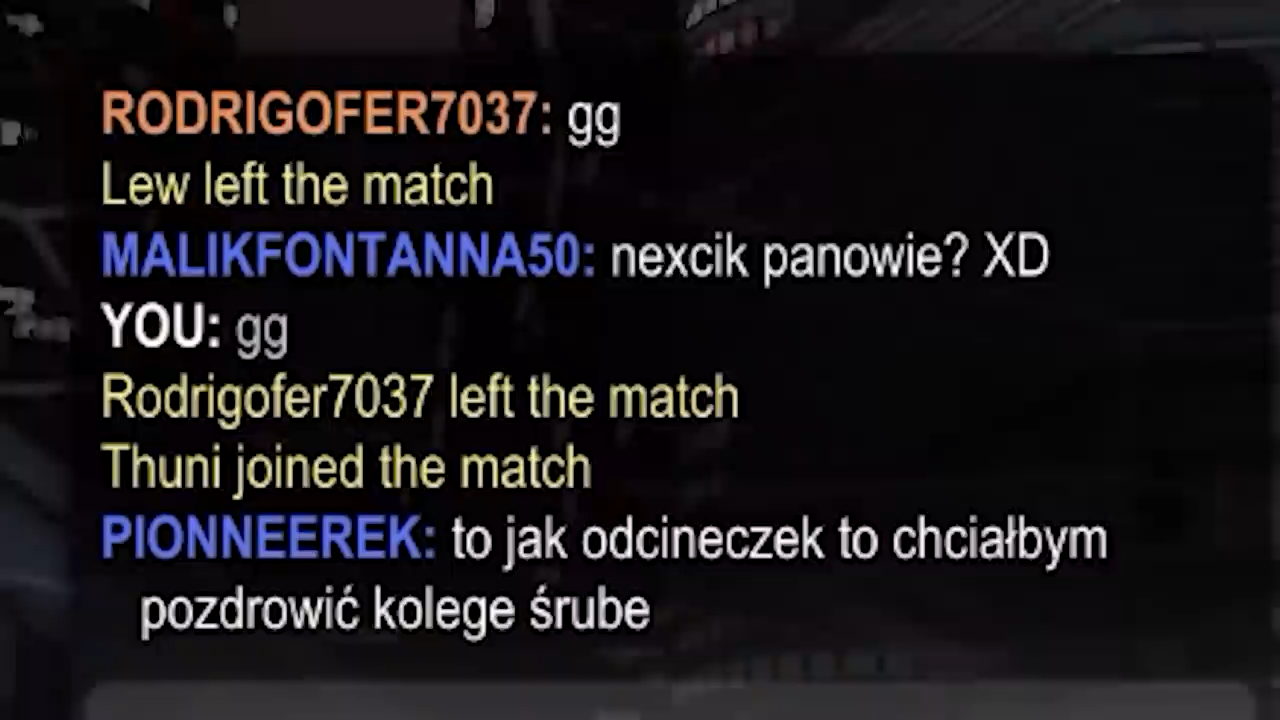 RODRIGOFER7037: gg
Lew left the match
MALIKFONTANNA50: nexcik panowie? XD
YOU: gg
Rodrigofer7037 left the match
Thuni joined the match
PIONNEEREK: to jak odcineczek to chciałbym
pozdrowić kolege śrube